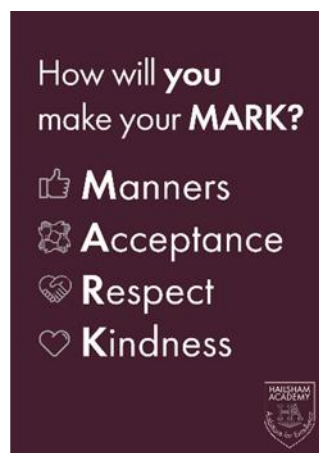 How will you
make your MARK?
Manners
Acceptance
Respect
Kindness
HAILSHAM
ACADEMY